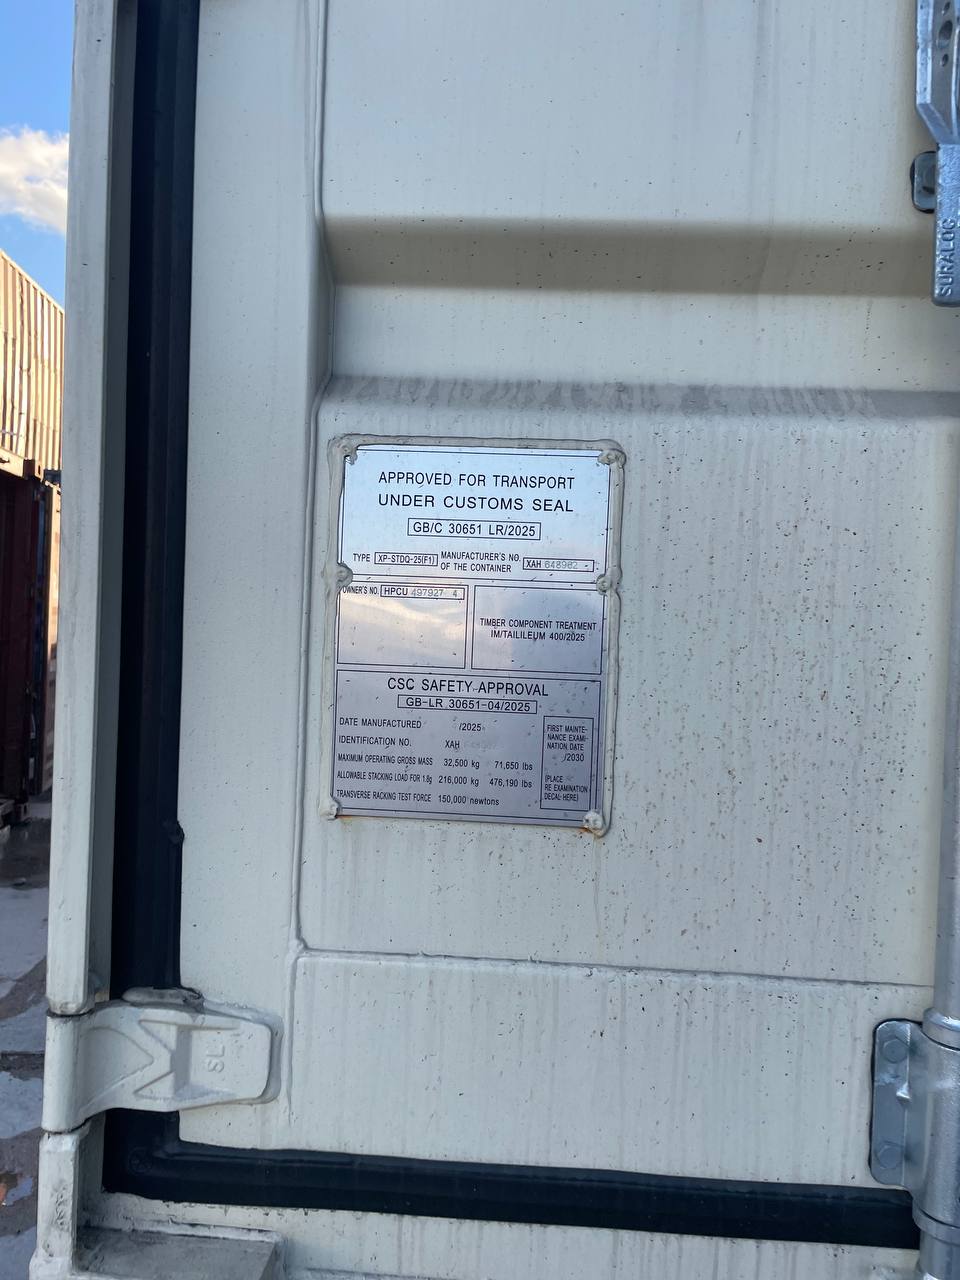 SURALOG
APPROVED FOR TRANSPORT
UNDER CUSTOMS SEAL
GB/C 30651 LR/2025
TYPE XP-STDQ-25(F1) MANUFACTURER'S NO. OF THE CONTAINER XAH 648962
OWNER'S NO. HPCU 497927 4
TIMBER COMPONENT TREATMENT
IM/TAILILEUM 400/2025
CSC SAFETY APPROVAL
GB-LR 30651-04/2025
DATE MANUFACTURED /2025
IDENTIFICATION NO. XAH
MAXIMUM OPERATING GROSS MASS 32,500 kg 71,650 lbs
ALLOWABLE STACKING LOAD FOR 1.8g 216,000 kg 476,190 lbs
TRANSVERSE RACKING TEST FORCE 150,000 newtons
FIRST MAINTE-
NANCE EXAMI-
NATION DATE
/2030
(PLACE
RE EXAMINATION
DECAL HERE)
SL